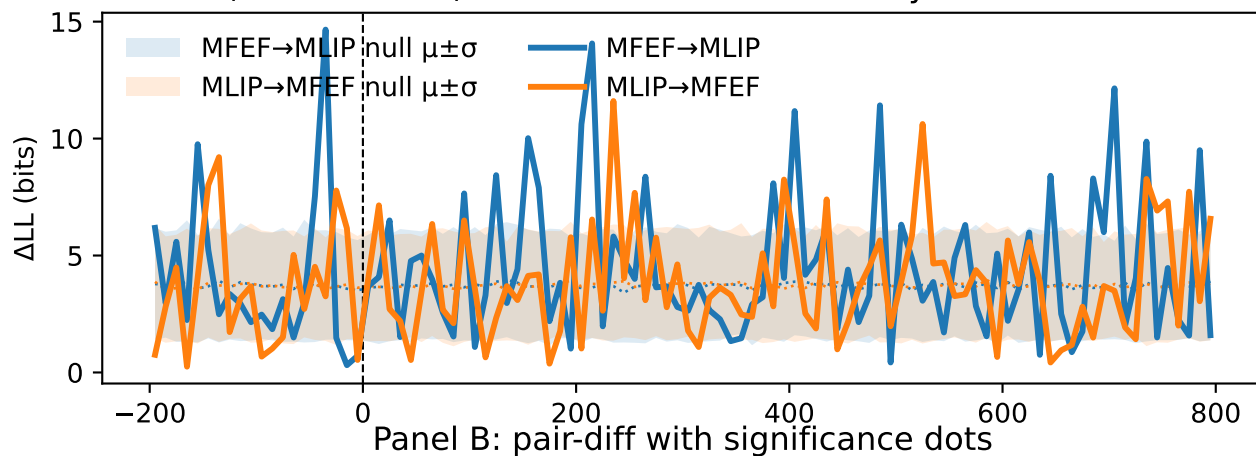 15
MFEF→MLIP null μ±σ MFEF→MLIP
MLIP→MFEF null μ±σ MLIP→MFEF
10
ΔLL (bits)
5
0
−200 0 200 400 600 800
Panel B: pair-diff with significance dots